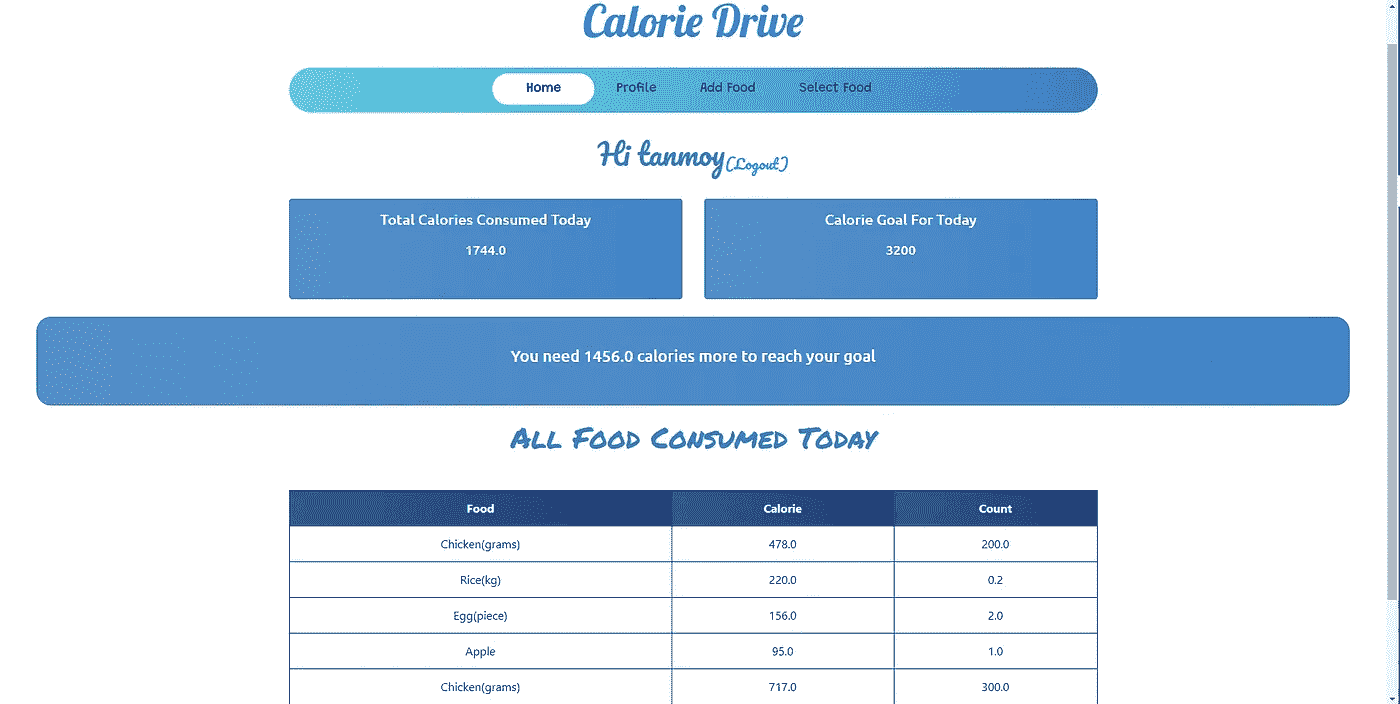 Calorie Drive
Home Profile Add Food Select Food
Hi tanmoy(Logout)
Total Calories Consumed Today
1744.0
Calorie Goal For Today
3200
You need 1456.0 calories more to reach your goal
All Food Consumed Today
Food Calorie Count
Chicken(grams) 478.0 200.0
Rice(kg) 220.0 0.2
Egg(piece) 156.0 2.0
Apple 95.0 1.0
Chicken(grams) 717.0 300.0